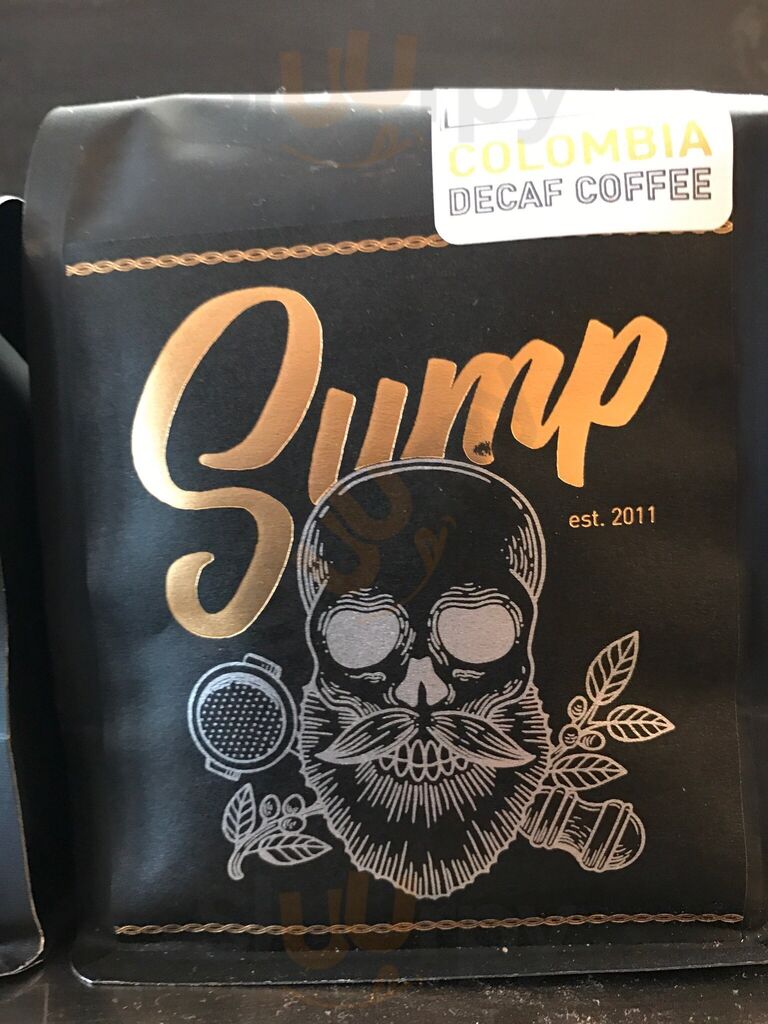 COLOMBIA
DECAF COFFEE
Sump
est. 2011